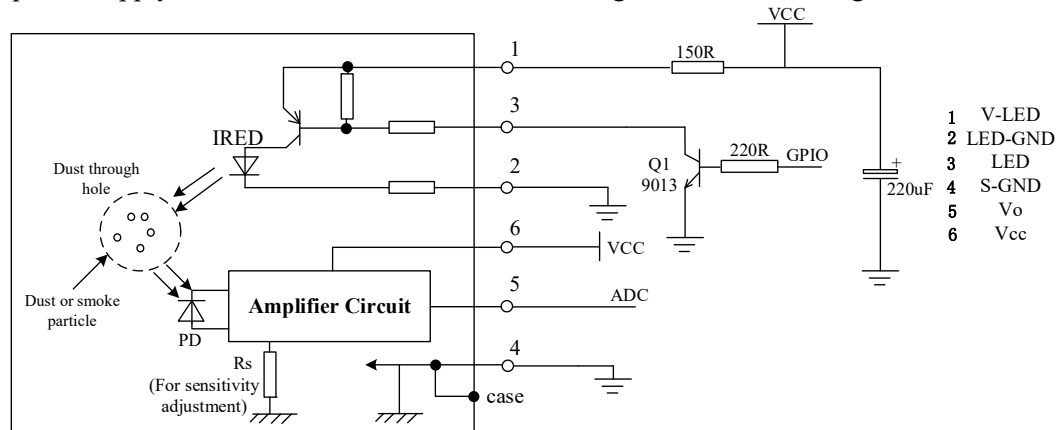 VCC
1
150R
3
IRED
Dust through
hole
Q1
9013
220R
GPIO
2
+
220uF
6
VCC
Amplifier Circuit
5
ADC
Dust or smoke
particle
PD
Rs
(For sensitivity
adjustment)
4
case
1 V-LED
2 LED-GND
3 LED
4 S-GND
5 Vo
6 Vcc